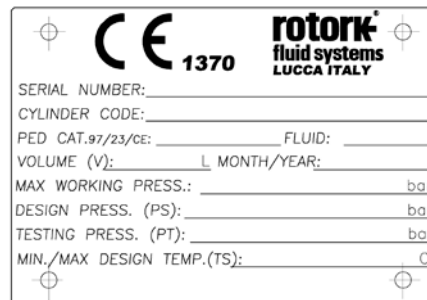 CE 1370
rotork
fluid systems
LUCCA ITALY
SERIAL NUMBER:
CYLINDER CODE:
PED CAT.97/23/CE: FLUID:
VOLUME (V): L MONTH/YEAR:
MAX WORKING PRESS.: ba
DESIGN PRESS. (PS): ba
TESTING PRESS. (PT): ba
MIN./MAX DESIGN TEMP.(TS): C